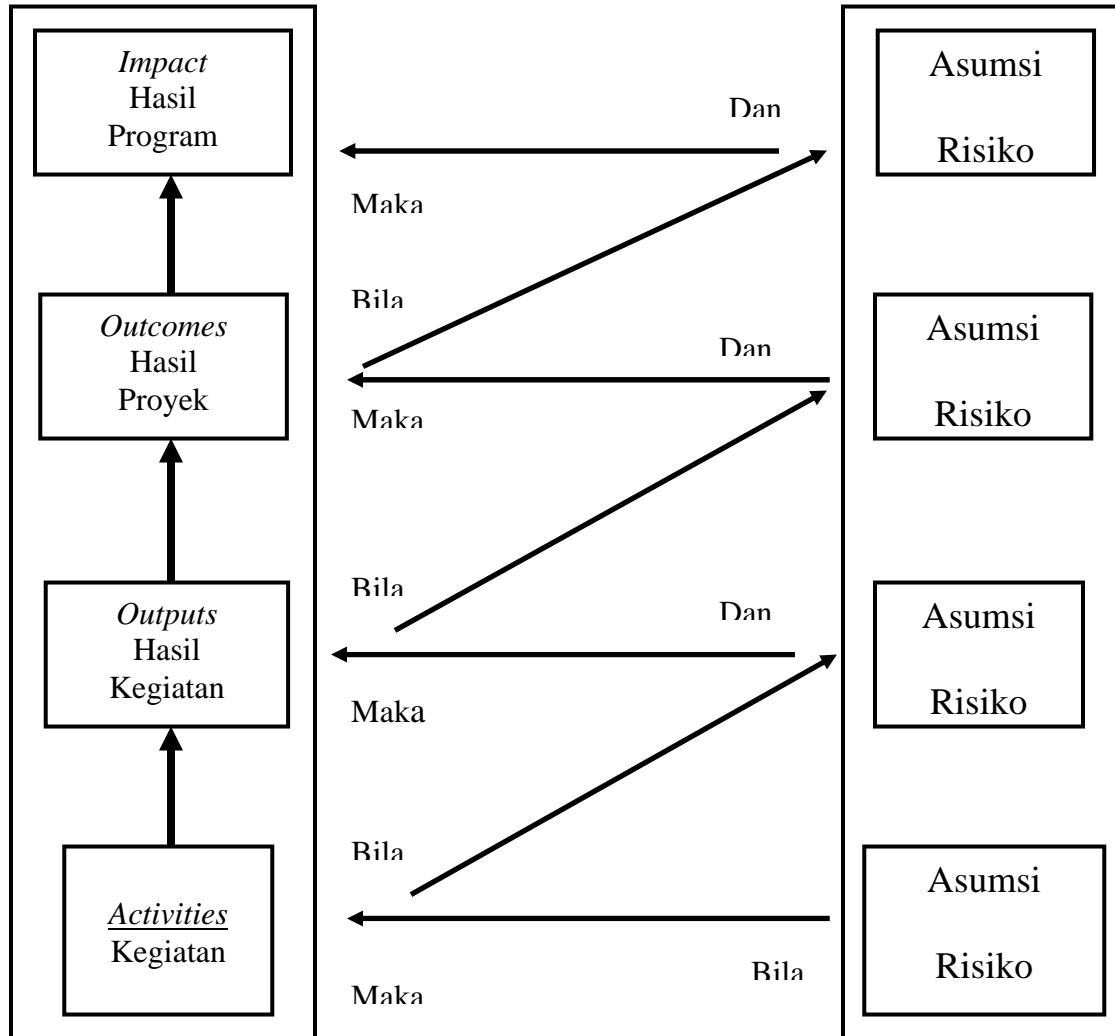 Impact
Hasil
Program
Dan
Maka
Asumsi
Risiko
Bila
Outcomes
Hasil
Proyek
Dan
Maka
Asumsi
Risiko
Bila
Outputs
Hasil
Kegiatan
Dan
Maka
Asumsi
Risiko
Bila
Activities
Kegiatan
Bila
Maka
Asumsi
Risiko